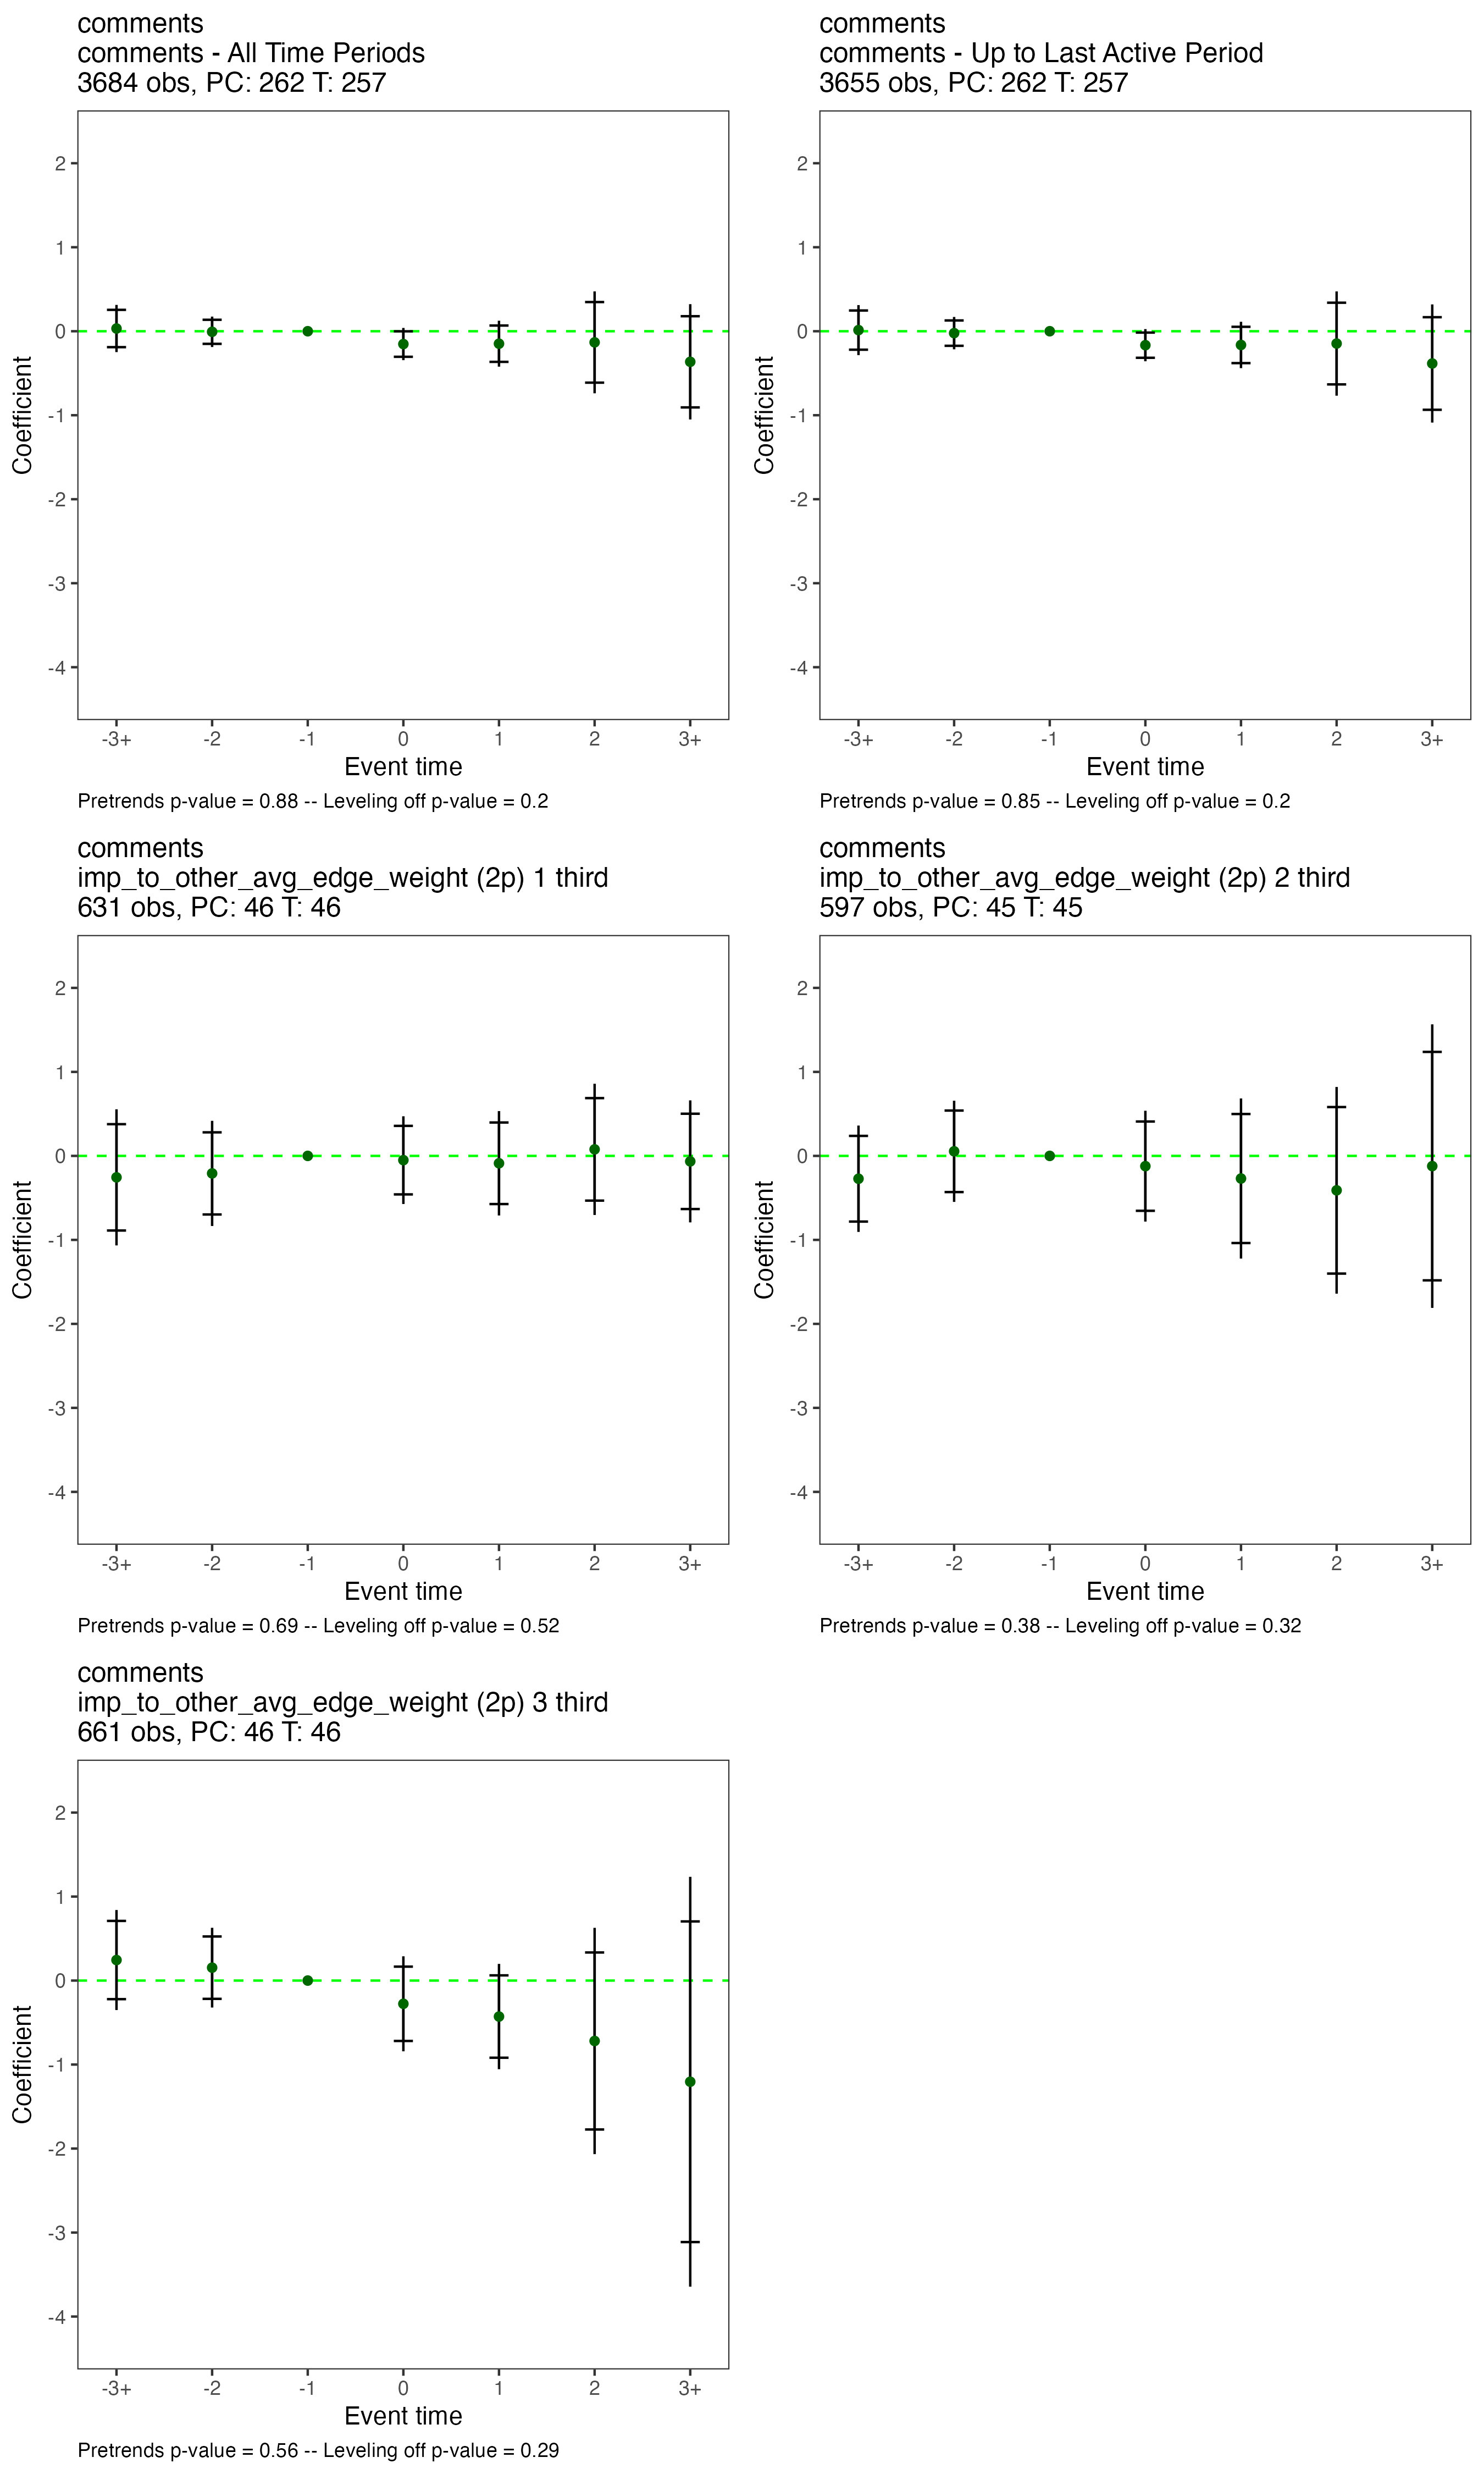 comments
comments - All Time Periods
3684 obs, PC: 262 T: 257
Coefficient
2
1
0
-1
-2
-3
-4
-3+ -2 -1 0 1 2 3+
Event time
Pretrends p-value = 0.88 -- Leveling off p-value = 0.2
comments
comments - Up to Last Active Period
3655 obs, PC: 262 T: 257
Coefficient
2
1
0
-1
-2
-3
-4
-3+ -2 -1 0 1 2 3+
Event time
Pretrends p-value = 0.85 -- Leveling off p-value = 0.2
comments
imp_to_other_avg_edge_weight (2p) 1 third
631 obs, PC: 46 T: 46
Coefficient
2
1
0
-1
-2
-3
-4
-3+ -2 -1 0 1 2 3+
Event time
Pretrends p-value = 0.69 -- Leveling off p-value = 0.52
comments
imp_to_other_avg_edge_weight (2p) 2 third
597 obs, PC: 45 T: 45
Coefficient
2
1
0
-1
-2
-3
-4
-3+ -2 -1 0 1 2 3+
Event time
Pretrends p-value = 0.38 -- Leveling off p-value = 0.32
comments
imp_to_other_avg_edge_weight (2p) 3 third
661 obs, PC: 46 T: 46
Coefficient
2
1
0
-1
-2
-3
-4
-3+ -2 -1 0 1 2 3+
Event time
Pretrends p-value = 0.56 -- Leveling off p-value = 0.29